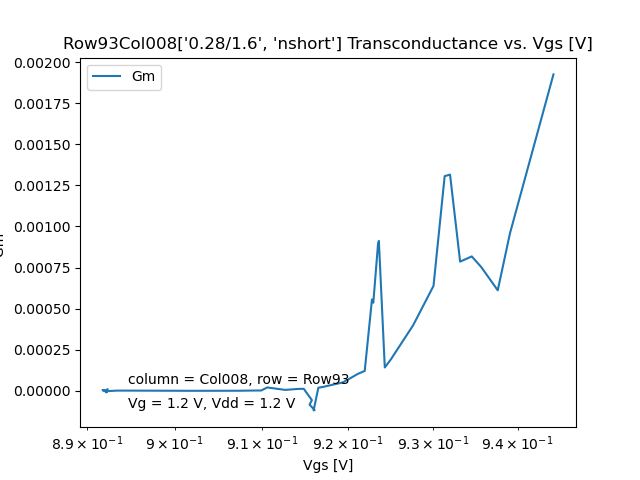 Row93Col008['0.28/1.6', 'nshort'] Transconductance vs. Vgs [V]
Gm
0.00200
0.00175
0.00150
0.00125
0.00100
0.00075
0.00050
0.00025
0.00000
Gm
column = Col008, row = Row93
Vg = 1.2 V, Vdd = 1.2 V
8.9 × 10⁻¹ 9 × 10⁻¹ 9.1 × 10⁻¹ 9.2 × 10⁻¹ 9.3 × 10⁻¹ 9.4 × 10⁻¹
Vgs [V]